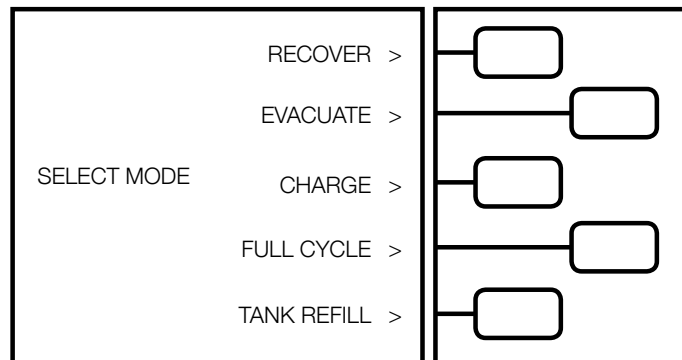 RECOVER >
EVACUATE >
SELECT MODE
CHARGE >
FULL CYCLE >
TANK REFILL >